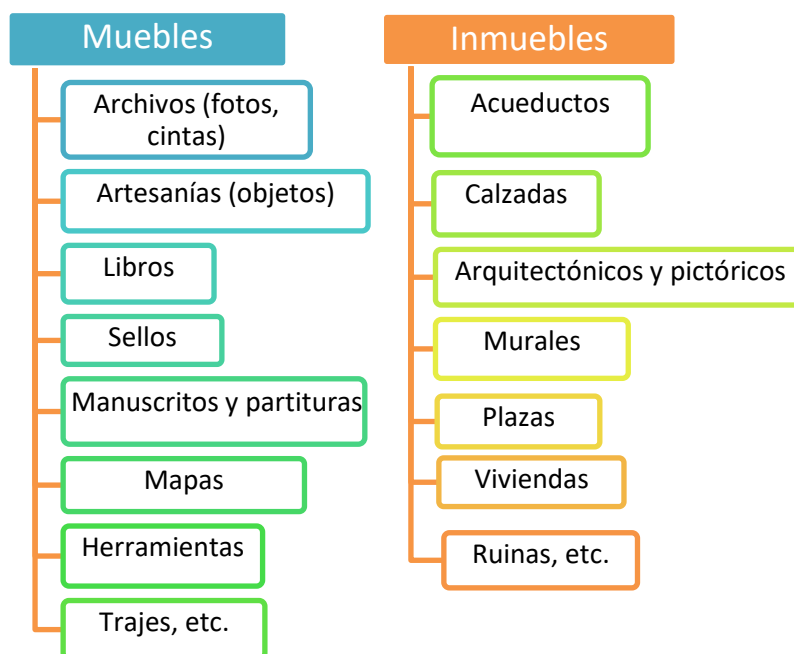 Muebles
Archivos (fotos,
cintas)
Artesanías (objetos)
Libros
Sellos
Manuscritos y partituras
Mapas
Herramientas
Trajes, etc.
Inmuebles
Acueductos
Calzadas
Arquitectónicos y pictóricos
Murales
Plazas
Viviendas
Ruinas, etc.